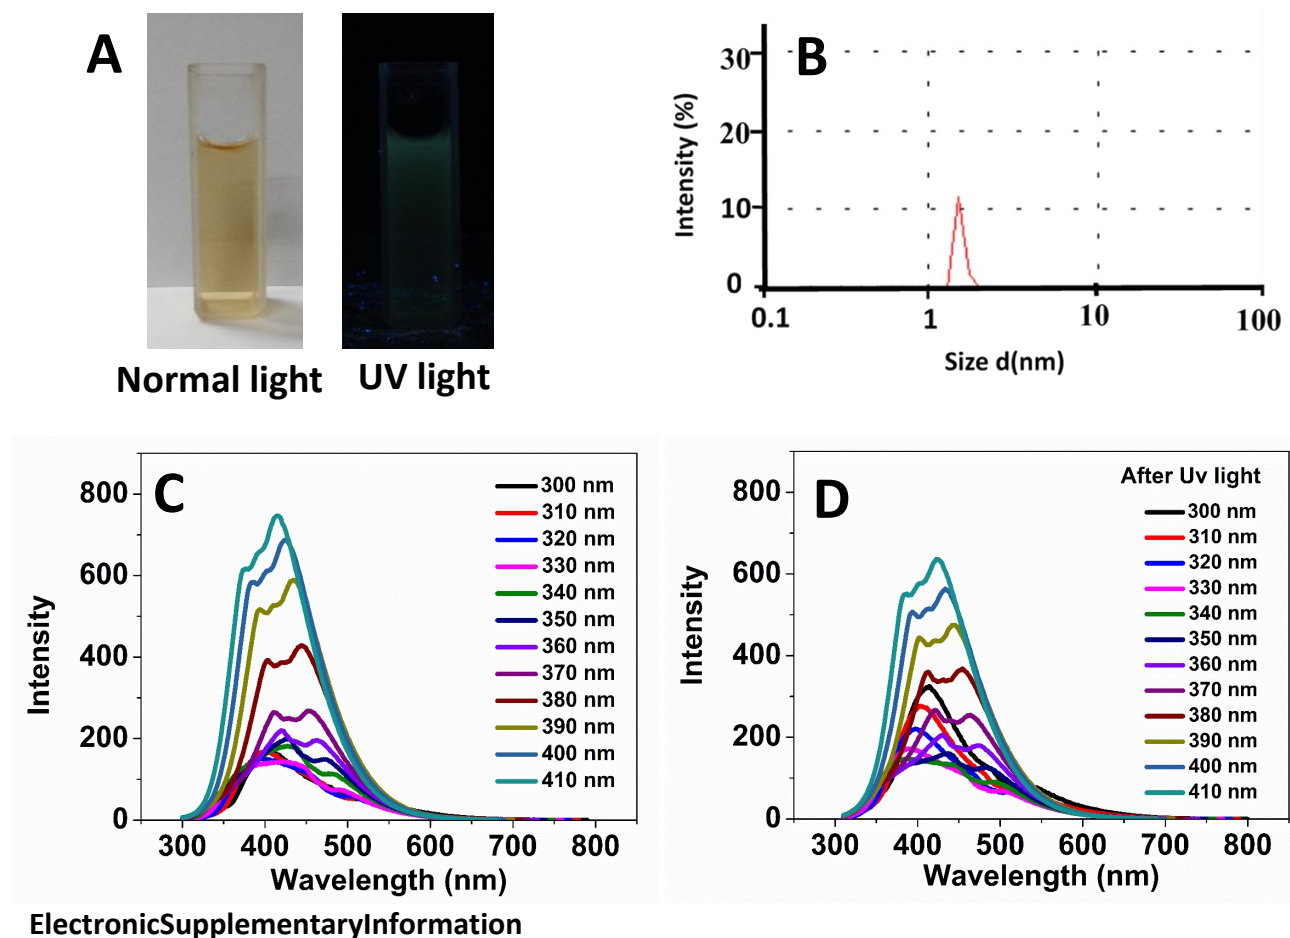 A
Normal light
UV light
B
Intensity (%)
30
20
10
0
0.1
1
10
100
Size d(nm)
C
Intensity
800
600
400
200
0
300
400
500
600
700
800
Wavelength (nm)
300 nm
310 nm
320 nm
330 nm
340 nm
350 nm
360 nm
370 nm
380 nm
390 nm
400 nm
410 nm
D
After Uv light
Intensity
800
600
400
200
0
300
400
500
600
700
800
Wavelength (nm)
300 nm
310 nm
320 nm
330 nm
340 nm
350 nm
360 nm
370 nm
380 nm
390 nm
400 nm
410 nm
ElectronicSupplementaryInformation